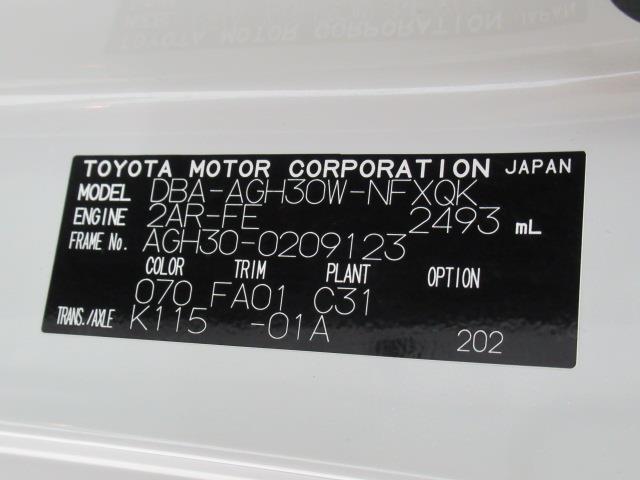 TOYOTA MOTOR CORPORATION JAPAN
MODEL DBA-AGH30W-NFXQK
ENGINE 2AR-FE 2493 mL
FRAME No. AGH30-0209123
COLOR TRIM PLANT OPTION
070 FA01 C31
TRANS./AXLE K115 -01A 202